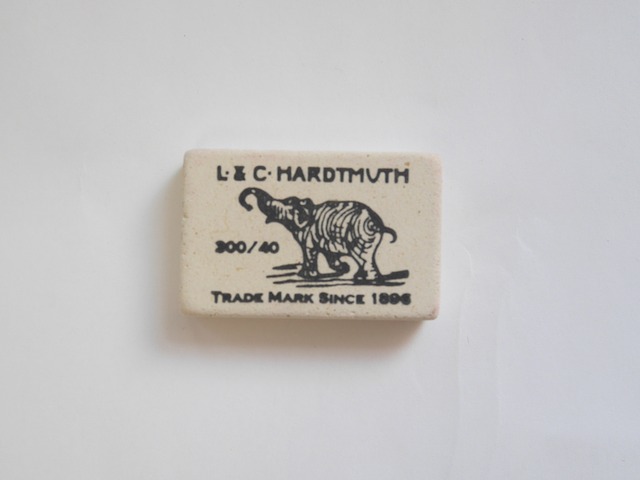 L. & C. HARDTMUTH
300/40
TRADE MARK SINCE 1896